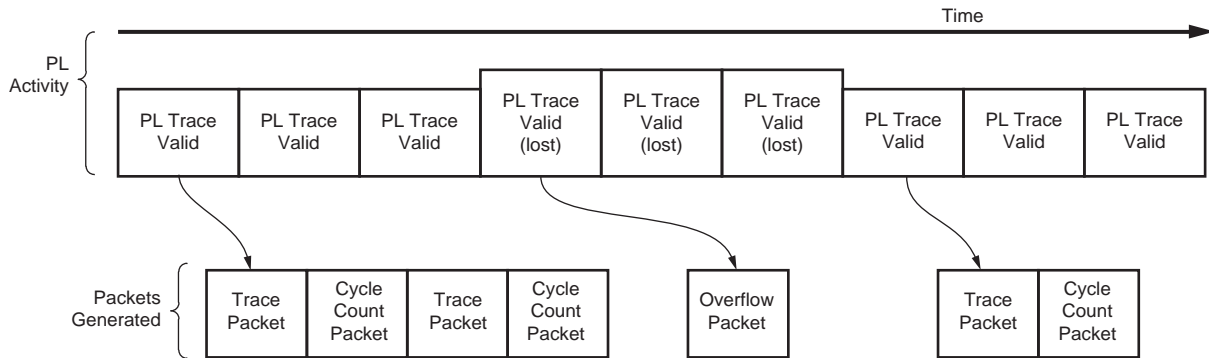 Time
PL
Activity
PL Trace
Valid
PL Trace
Valid
PL Trace
Valid
PL Trace
Valid
(lost)
PL Trace
Valid
(lost)
PL Trace
Valid
(lost)
PL Trace
Valid
PL Trace
Valid
PL Trace
Valid
Packets
Generated
Trace
Packet
Cycle
Count
Packet
Trace
Packet
Cycle
Count
Packet
Overflow
Packet
Trace
Packet
Cycle
Count
Packet